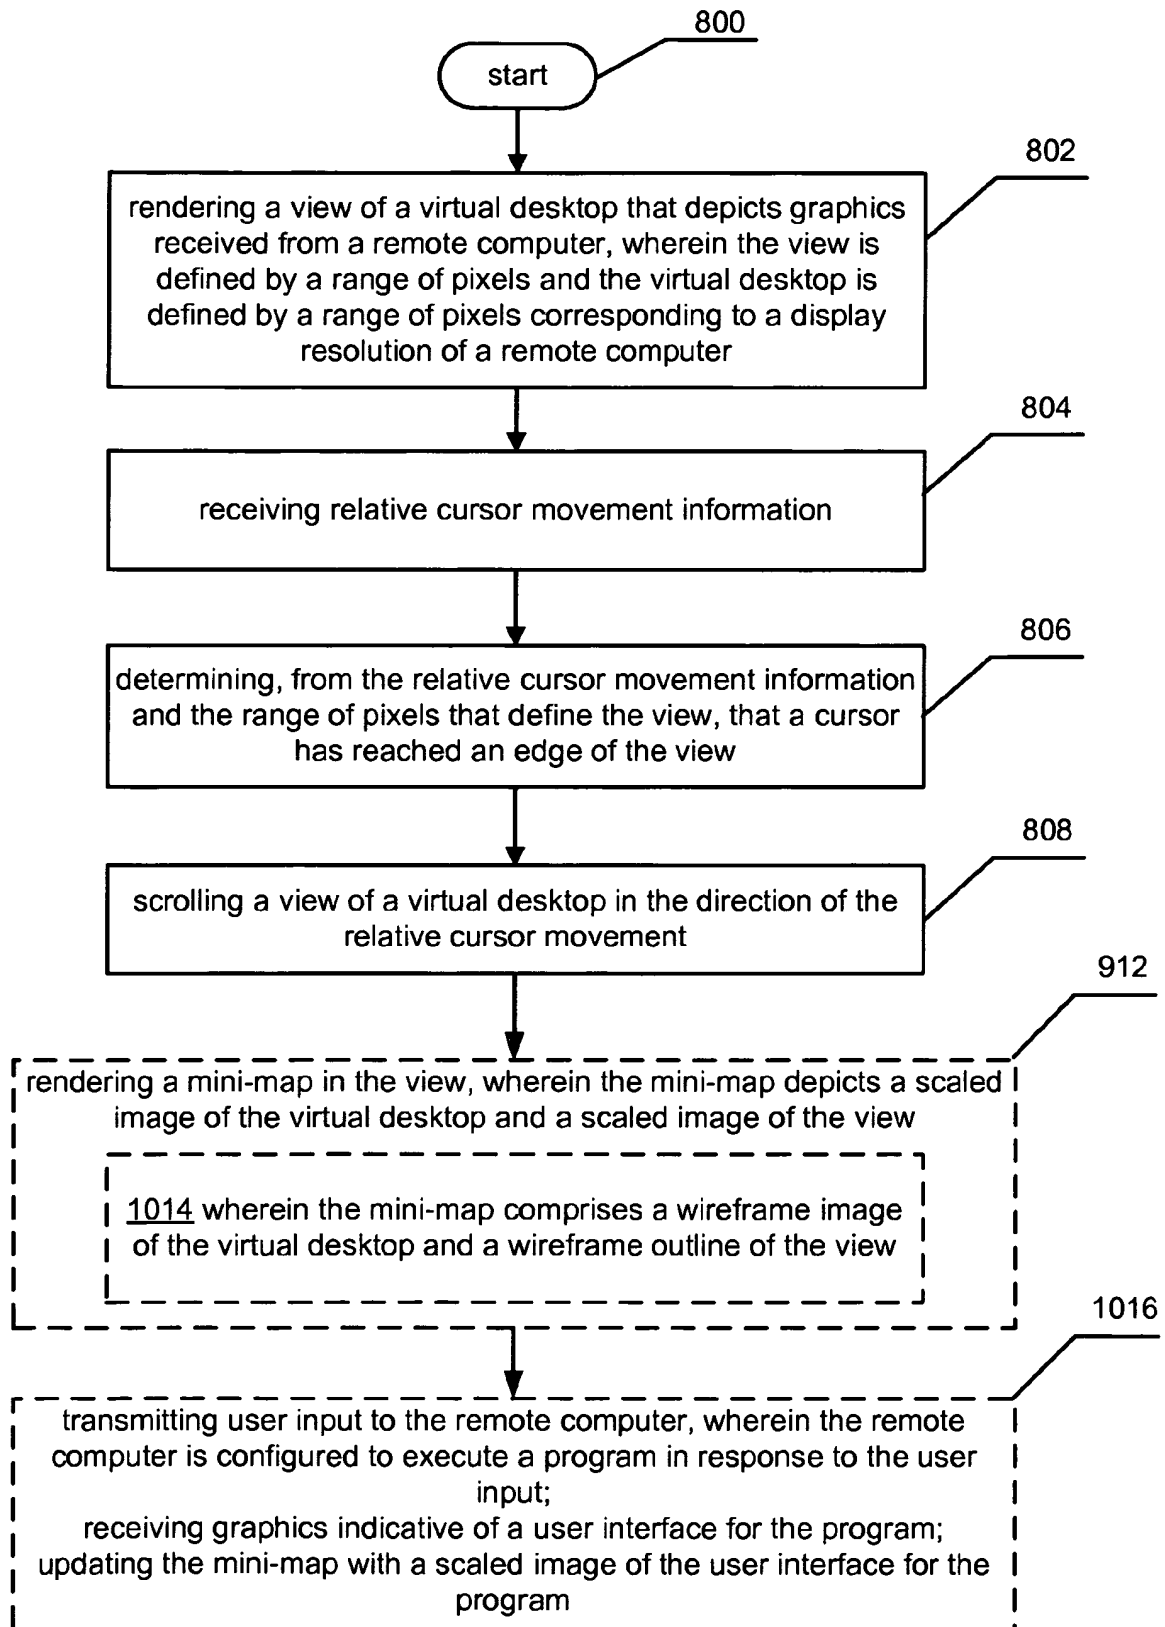 800
start
802
rendering a view of a virtual desktop that depicts graphics
received from a remote computer, wherein the view is
defined by a range of pixels and the virtual desktop is
defined by a range of pixels corresponding to a display
resolution of a remote computer
804
receiving relative cursor movement information
806
determining, from the relative cursor movement information
and the range of pixels that define the view, that a cursor
has reached an edge of the view
808
scrolling a view of a virtual desktop in the direction of the
relative cursor movement
912
rendering a mini-map in the view, wherein the mini-map depicts a scaled
image of the virtual desktop and a scaled image of the view
1014 wherein the mini-map comprises a wireframe image
of the virtual desktop and a wireframe outline of the view
1016
transmitting user input to the remote computer, wherein the remote
computer is configured to execute a program in response to the user
input;
receiving graphics indicative of a user interface for the program;
updating the mini-map with a scaled image of the user interface for the
program